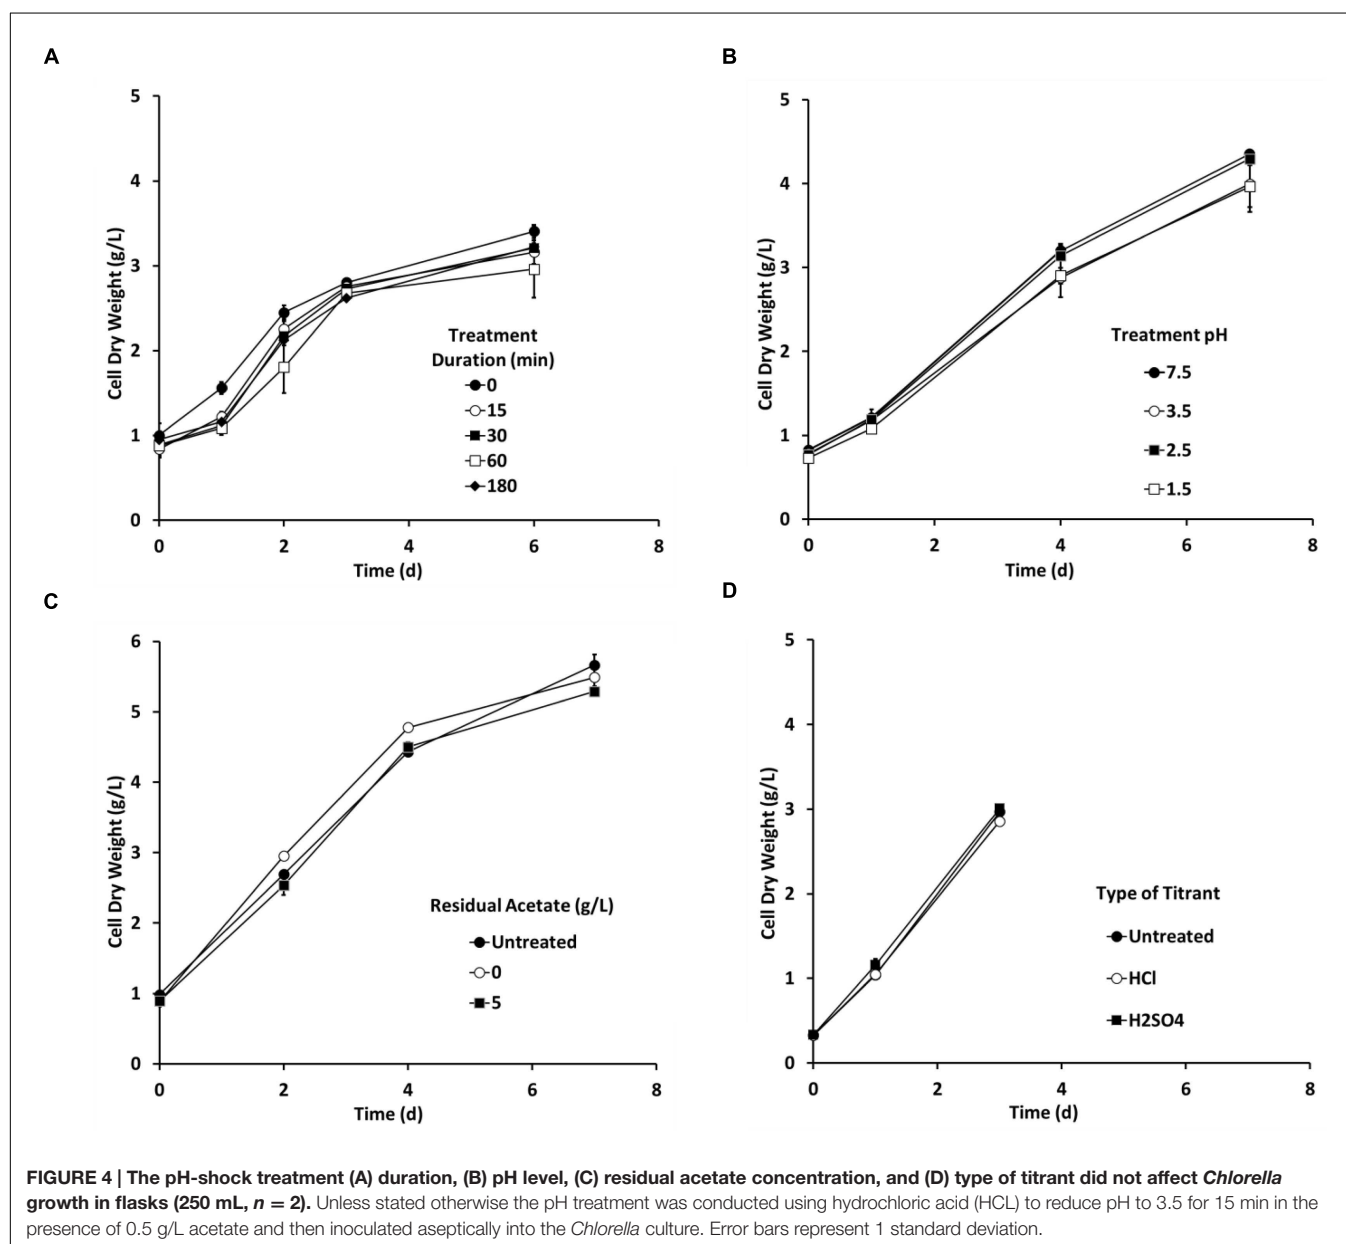 A
5
4
3
2
1
0
Cell Dry Weight (g/L)
Treatment
Duration (min)
0
15
30
60
180
0 2 4 6 8
Time (d)
B
5
4
3
2
1
0
Cell Dry Weight (g/L)
Treatment pH
7.5
3.5
2.5
1.5
0 2 4 6 8
Time (d)
C
6
5
4
3
2
1
0
Cell Dry Weight (g/L)
Residual Acetate (g/L)
Untreated
0
5
0 2 4 6 8
Time (d)
D
5
4
3
2
1
0
Cell Dry Weight (g/L)
Type of Titrant
Untreated
HCl
H2SO4
0 2 4 6 8
Time (d)
FIGURE 4 | The pH-shock treatment (A) duration, (B) pH level, (C) residual acetate concentration, and (D) type of titrant did not affect Chlorella
growth in flasks (250 mL, n = 2). Unless stated otherwise the pH treatment was conducted using hydrochloric acid (HCL) to reduce pH to 3.5 for 15 min in the
presence of 0.5 g/L acetate and then inoculated aseptically into the Chlorella culture. Error bars represent 1 standard deviation.